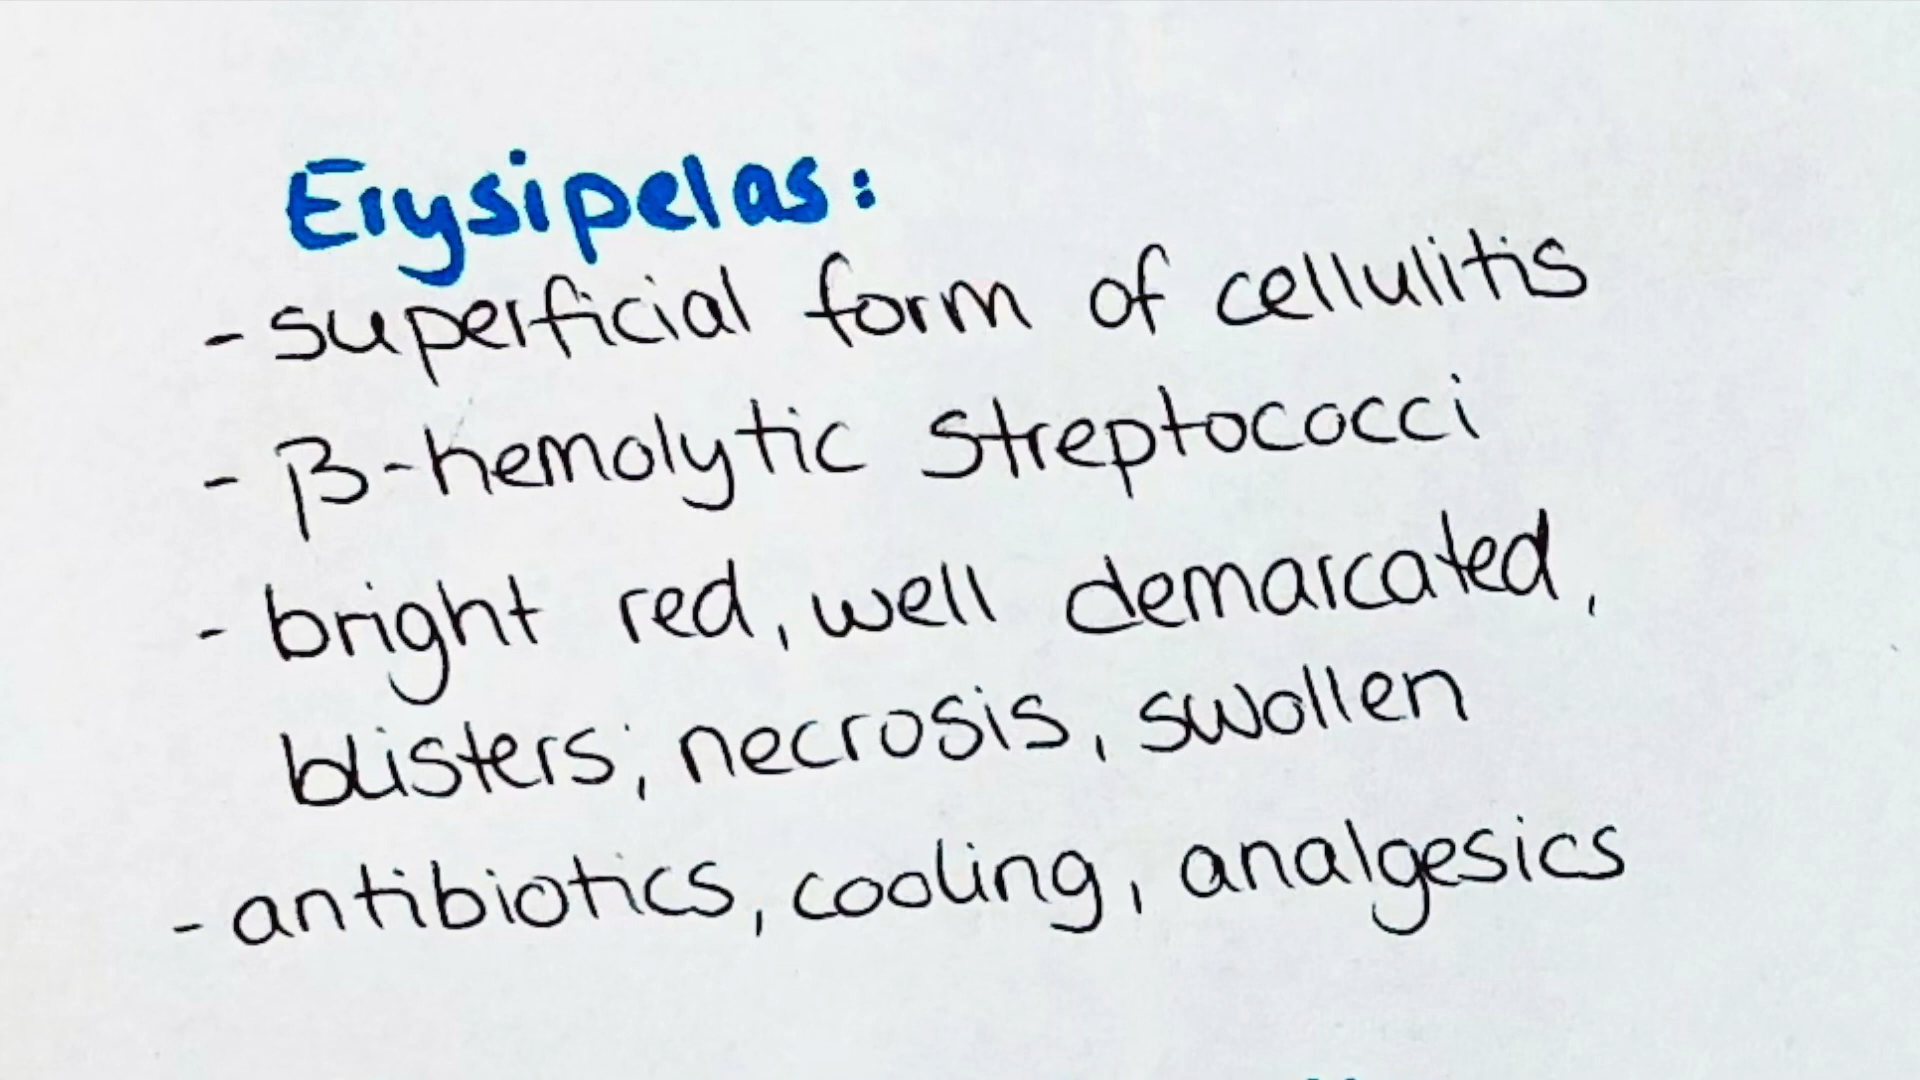 Erysipelas:
- superficial form of cellulitis
- β-hemolytic streptococci
- bright red, well demarcated,
blisters, necrosis, swollen
- antibiotics, cooling, analgesics